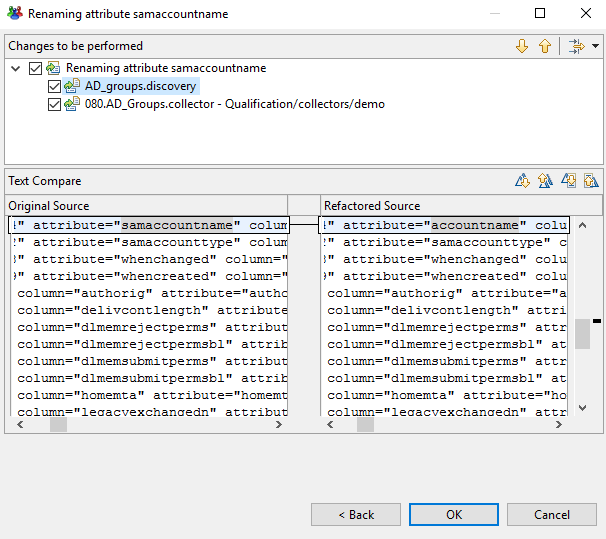 Renaming attribute samaccountname
Changes to be performed
Renaming attribute samaccountname
AD_groups.discovery
080.AD_Groups.collector - Qualification/collectors/demo
Text Compare
Original Source
Refactored Source
" attribute="samaccountname" colum
" attribute="samaccounttype" colum
" attribute="whenchanged" column="
" attribute="whencreated" column="
column="authorig" attribute="autho
column="delivcontlength" attribute
column="dlmemrejectperms" attribut
column="dlmemrejectpermsbl" attrib
column="dlmemsubmitperms" attribut
column="dlmemsubmitpermsbl" attrib
column="homemta" attribute="homemt
column="legacyexchangedn" attribut
" attribute="accountname" colu
" attribute="samaccounttype" c
" attribute="whenchanged" colu
" attribute="whencreated" colu
column="authorig" attribute="a
column="delivcontlength" attri
column="dlmemrejectperms" attr
column="dlmemrejectpermsbl" at
column="dlmemsubmitperms" attr
column="dlmemsubmitpermsbl" at
column="homemta" attribute="ho
column="legacyexchangedn" attr
< Back
OK
Cancel